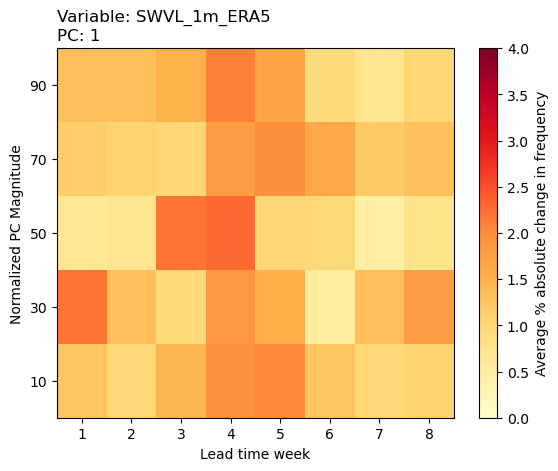 Variable: SWVL_1m_ERA5
PC: 1
Normalized PC Magnitude
90
70
50
30
10
1 2 3 4 5 6 7 8
Lead time week
4.0
3.5
3.0
2.5
2.0
1.5
1.0
0.5
0.0
Average % absolute change in frequency